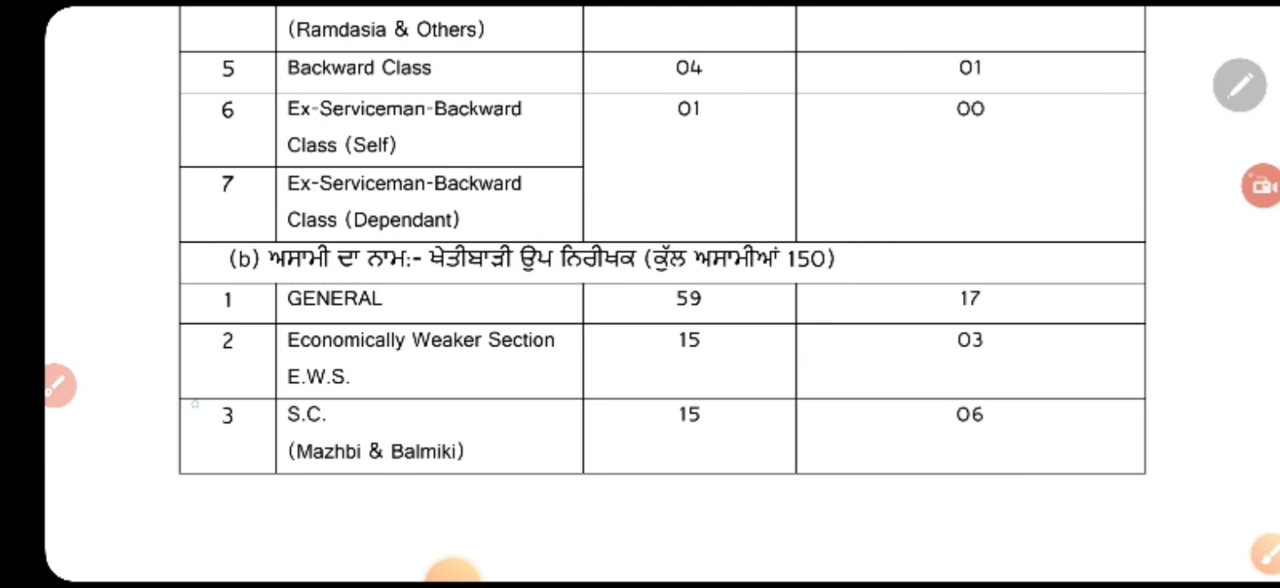 (Ramdasia & Others)
5 Backward Class 04 01
6 Ex-Serviceman-Backward 01 00
Class (Self)
7 Ex-Serviceman-Backward
Class (Dependant)
(b) ਅਸਾਮੀ ਦਾ ਨਾਮ:- ਖੇਤੀਬਾੜੀ ਉਪ ਨਿਰੀਖਕ (ਕੁੱਲ ਅਸਾਮੀਆਂ 150)
1 GENERAL 59 17
2 Economically Weaker Section 15 03
E.W.S.
3 S.C. 15 06
(Mazhbi & Balmiki)